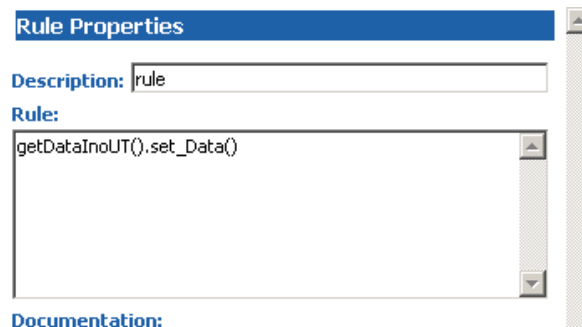 Rule Properties
Description: rule
Rule:
getDataInoUT().set_Data()
Documentation: